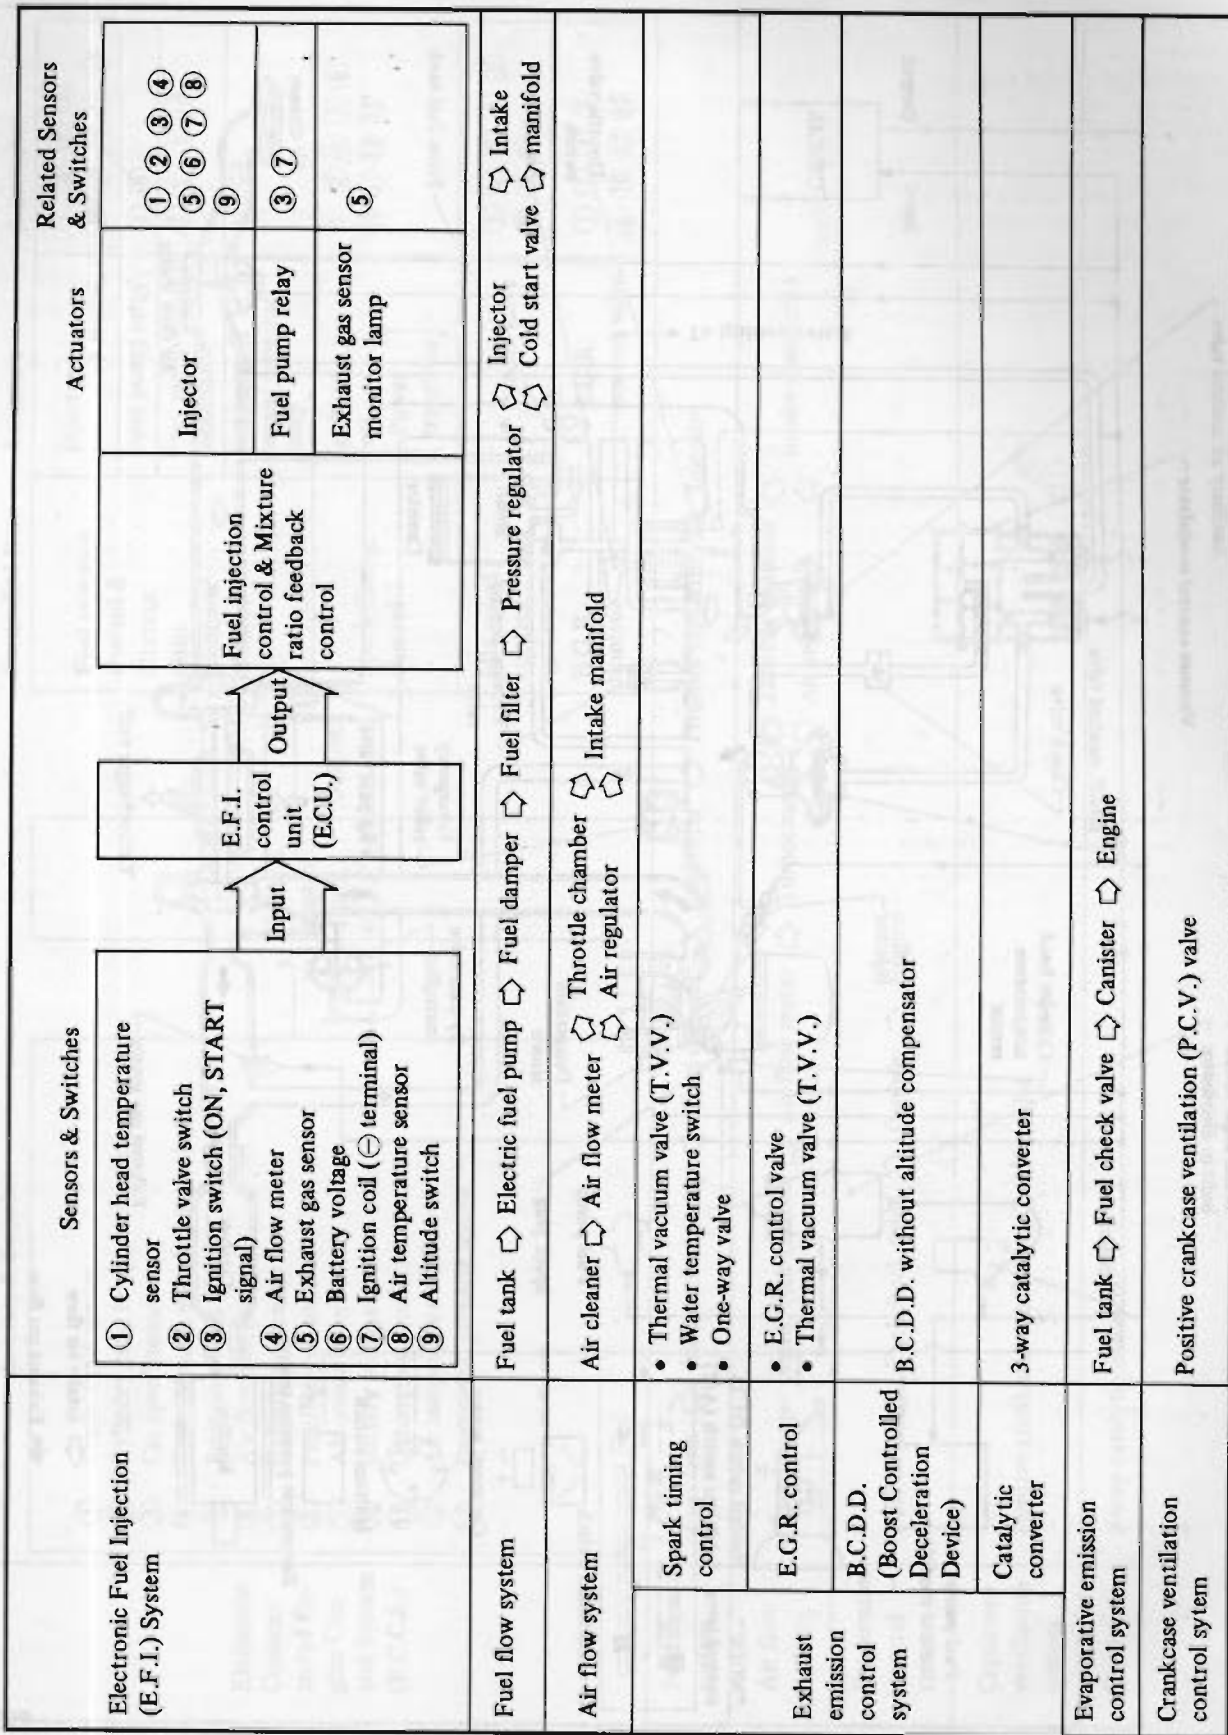 Electronic Fuel Injection
(E.F.I.) System
Sensors & Switches
① Cylinder head temperature
sensor
② Throttle valve switch
③ Ignition switch (ON, START
signal)
④ Air flow meter
⑤ Exhaust gas sensor
⑥ Battery voltage
⑦ Ignition coil (⊖ terminal)
⑧ Air temperature sensor
⑨ Altitude switch
Input
E.F.I.
control
unit
(E.C.U.)
Output
Fuel injection
control & Mixture
ratio feedback
control
Actuators
Related Sensors
& Switches
Injector
① ② ③ ④
⑤ ⑥ ⑦ ⑧
⑨
Fuel pump relay
③ ⑦
Exhaust gas sensor
monitor lamp
⑤
Fuel flow system
Fuel tank ⇨ Electric fuel pump ⇨ Fuel damper ⇨ Fuel filter ⇨ Pressure regulator ⇨ Injector ⇨ Intake
⇨ Cold start valve ⇨ manifold
Air flow system
Air cleaner ⇨ Air flow meter ⇨ Throttle chamber ⇨ Intake manifold
⇨ Air regulator ⇨
Exhaust
emission
control
system
Spark timing
control
• Thermal vacuum valve (T.V.V.)
• Water temperature switch
• One-way valve
E.G.R. control
• E.G.R. control valve
• Thermal vacuum valve (T.V.V.)
B.C.D.D.
(Boost Controlled
Deceleration
Device)
B.C.D.D. without altitude compensator
Catalytic
converter
3-way catalytic converter
Evaporative emission
control system
Fuel tank ⇨ Fuel check valve ⇨ Canister ⇨ Engine
Crankcase ventilation
control sytem
Positive crankcase ventilation (P.C.V.) valve